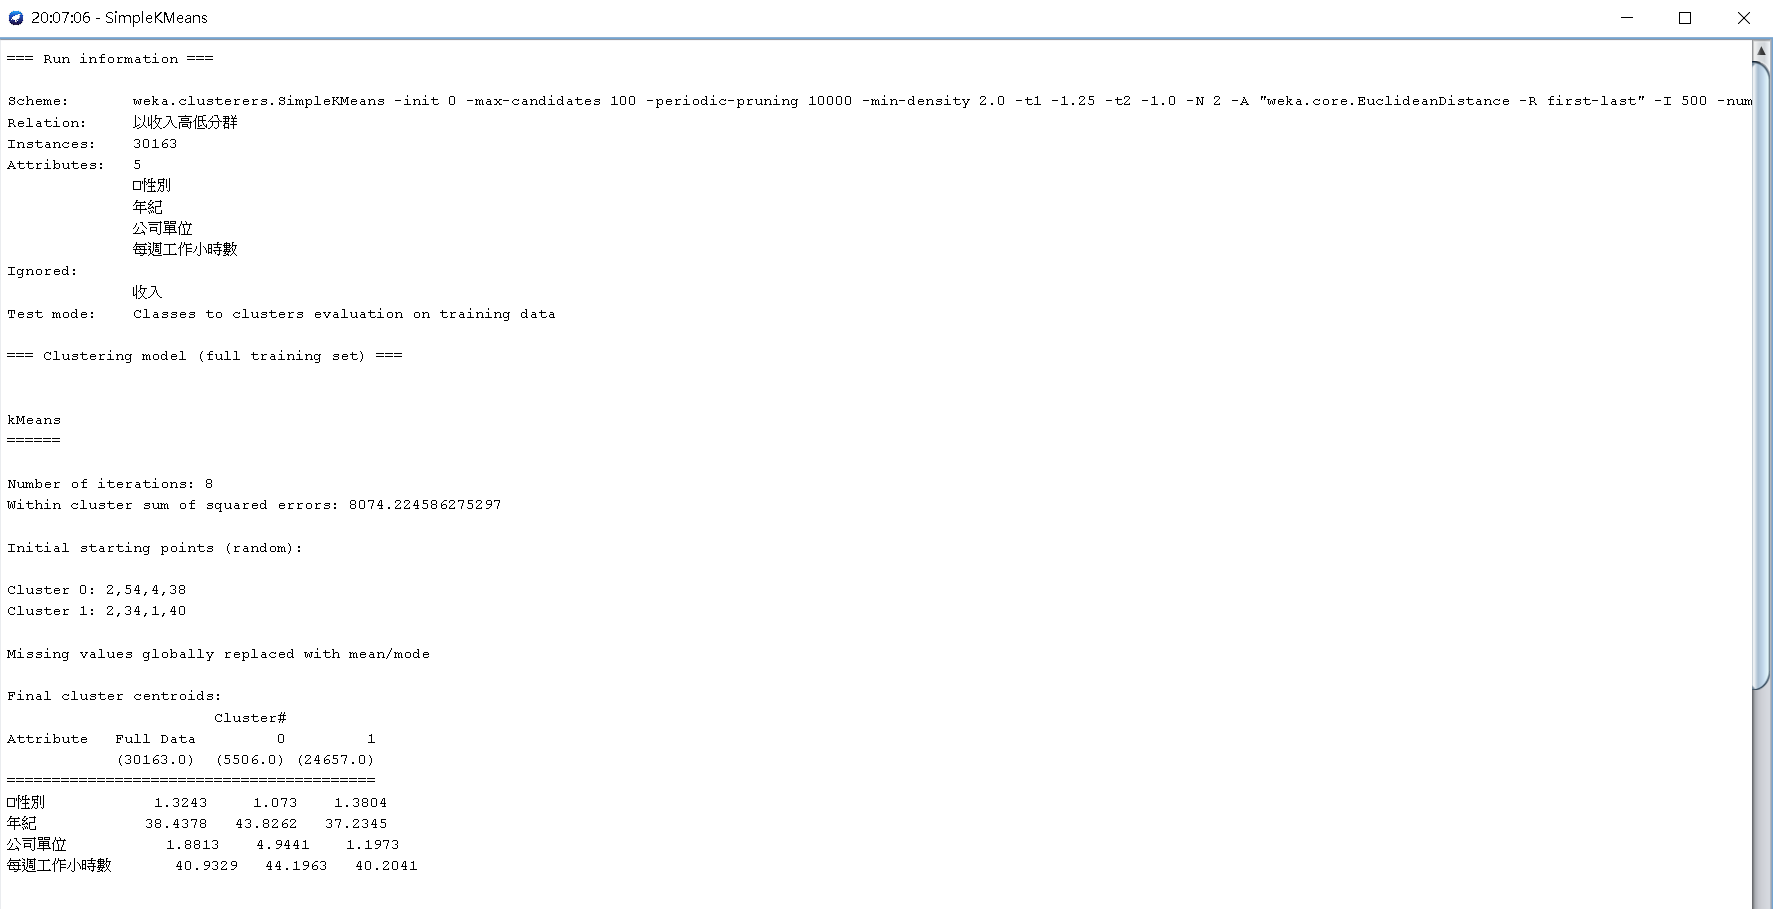 20:07:06 - SimpleKMeans
=== Run information ===
Scheme: weka.clusterers.SimpleKMeans -init 0 -max-candidates 100 -periodic-pruning 10000 -min-density 2.0 -t1 -1.25 -t2 -1.0 -N 2 -A "weka.core.EuclideanDistance -R first-last" -I 500 -num
Relation: 以收入高低分群
Instances: 30163
Attributes: 5
□性別
年紀
公司單位
每週工作小時數
Ignored:
收入
Test mode: Classes to clusters evaluation on training data
=== Clustering model (full training set) ===
kMeans
======
Number of iterations: 8
Within cluster sum of squared errors: 8074.224586275297
Initial starting points (random):
Cluster 0: 2,54,4,38
Cluster 1: 2,34,1,40
Missing values globally replaced with mean/mode
Final cluster centroids:
Cluster#
Attribute Full Data 0 1
(30163.0) (5506.0) (24657.0)
=========================================
□性別 1.3243 1.073 1.3804
年紀 38.4378 43.8262 37.2345
公司單位 1.8813 4.9441 1.1973
每週工作小時數 40.9329 44.1963 40.2041